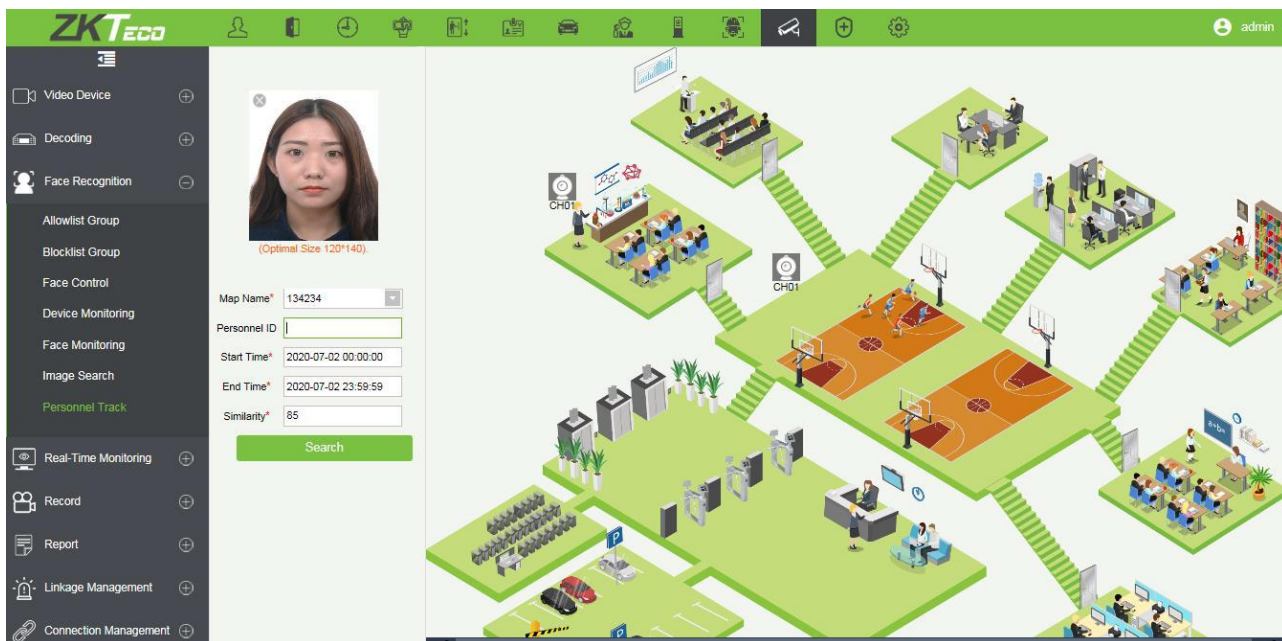 ZKTeco
admin
Video Device
Decoding
Face Recognition
Allowlist Group
Blocklist Group
Face Control
Device Monitoring
Face Monitoring
Image Search
Personnel Track
Real-Time Monitoring
Record
Report
Linkage Management
Connection Management
(Optimal Size 120*140).
Map Name* 134234
Personnel ID
Start Time* 2020-07-02 00:00:00
End Time* 2020-07-02 23:59:59
Similarity* 85
Search
CH01
CH01
a+b=
P
P